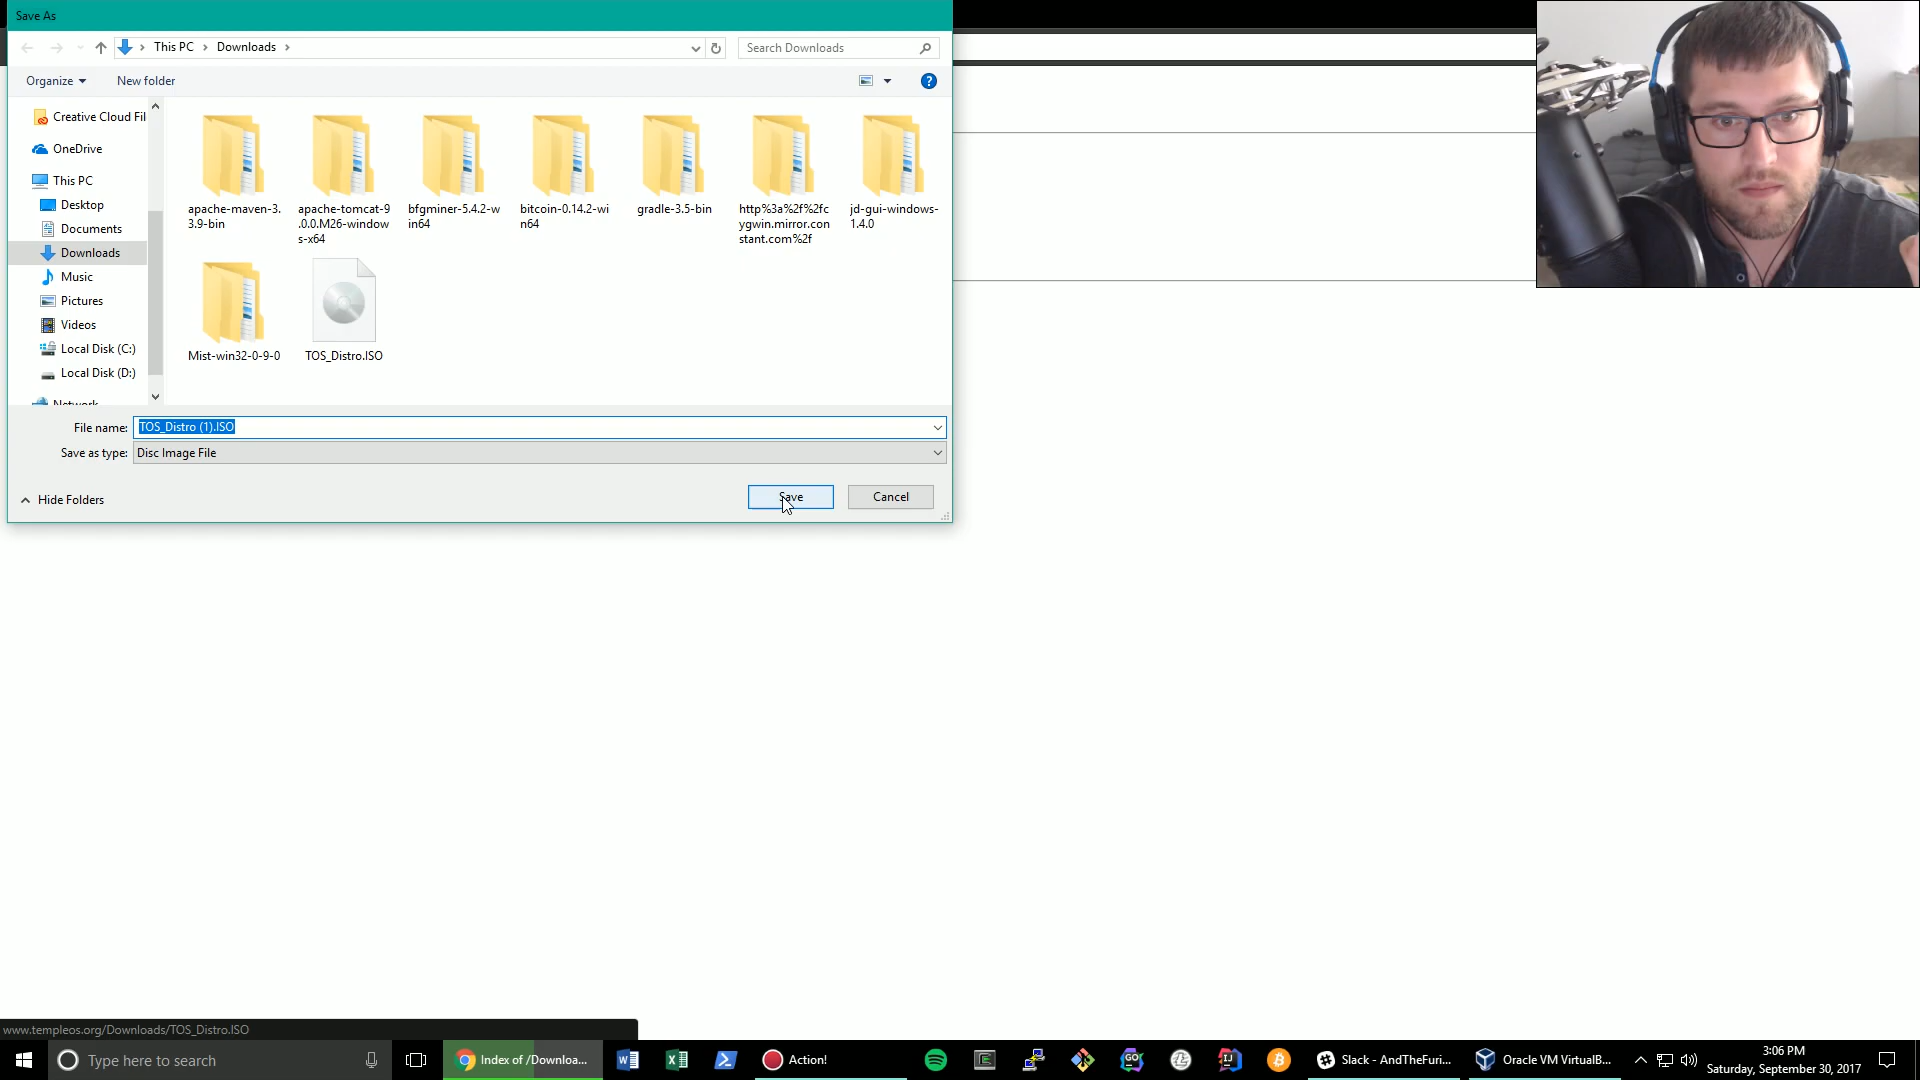 Save As
This PC
Downloads
Search Downloads
Organize
New folder
Creative Cloud Fil
OneDrive
This PC
Desktop
Documents
Downloads
Music
Pictures
Videos
Local Disk (C:)
Local Disk (D:)
Network
apache-maven-3.
3.9-bin
apache-tomcat-9
.0.0.M26-window
s-x64
bfgminer-5.4.2-w
in64
bitcoin-0.14.2-wi
n64
gradle-3.5-bin
http%3a%2f%2fc
ygwin.mirror.con
stant.com%2f
jd-gui-windows-
1.4.0
Mist-win32-0-9-0
TOS_Distro.ISO
File name:
TOS_Distro (1).ISO
Save as type:
Disc Image File
Hide Folders
Save
Cancel
www.templeos.org/Downloads/TOS_Distro.ISO
Type here to search
Index of /Downloa...
Action!
GO
IJ
Slack - AndTheFuri...
Oracle VM VirtualB...
3:06 PM
Saturday, September 30, 2017